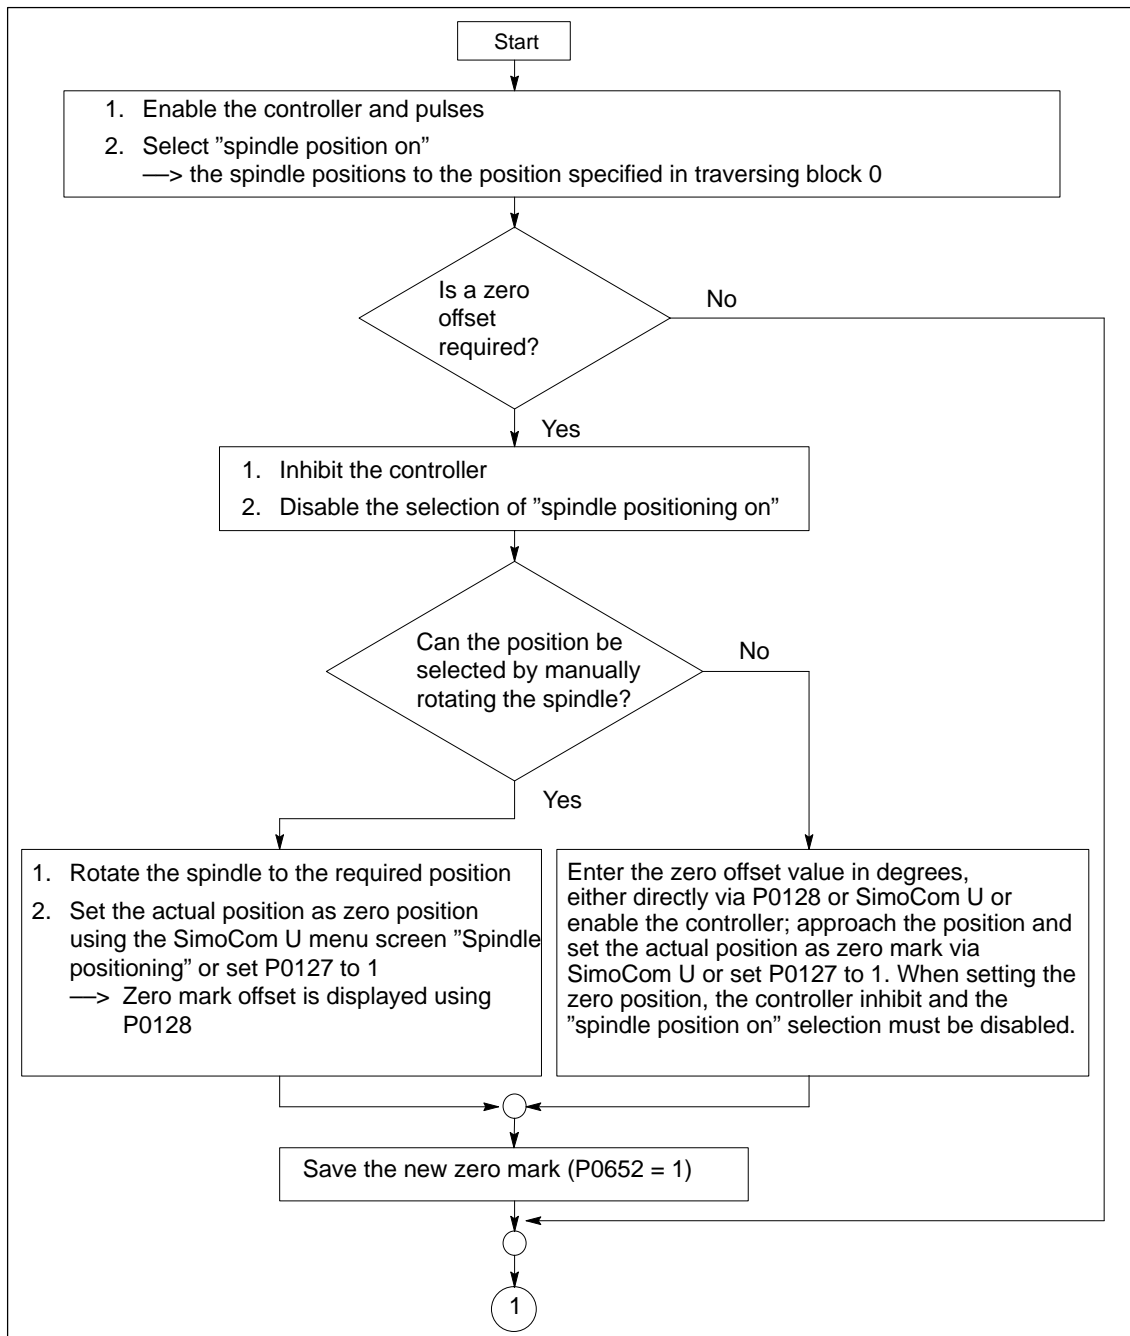 Start
1. Enable the controller and pulses
2. Select ”spindle position on”
—> the spindle positions to the position specified in traversing block 0
Is a zero
offset
required?
No
Yes
1. Inhibit the controller
2. Disable the selection of ”spindle positioning on”
Can the position be
selected by manually
rotating the spindle?
No
Yes
1. Rotate the spindle to the required position
2. Set the actual position as zero position
using the SimoCom U menu screen ”Spindle
positioning” or set P0127 to 1
—> Zero mark offset is displayed using
P0128
Enter the zero offset value in degrees,
either directly via P0128 or SimoCom U or
enable the controller; approach the position and
set the actual position as zero mark via
SimoCom U or set P0127 to 1. When setting the
zero position, the controller inhibit and the
”spindle position on” selection must be disabled.
Save the new zero mark (P0652 = 1)
1